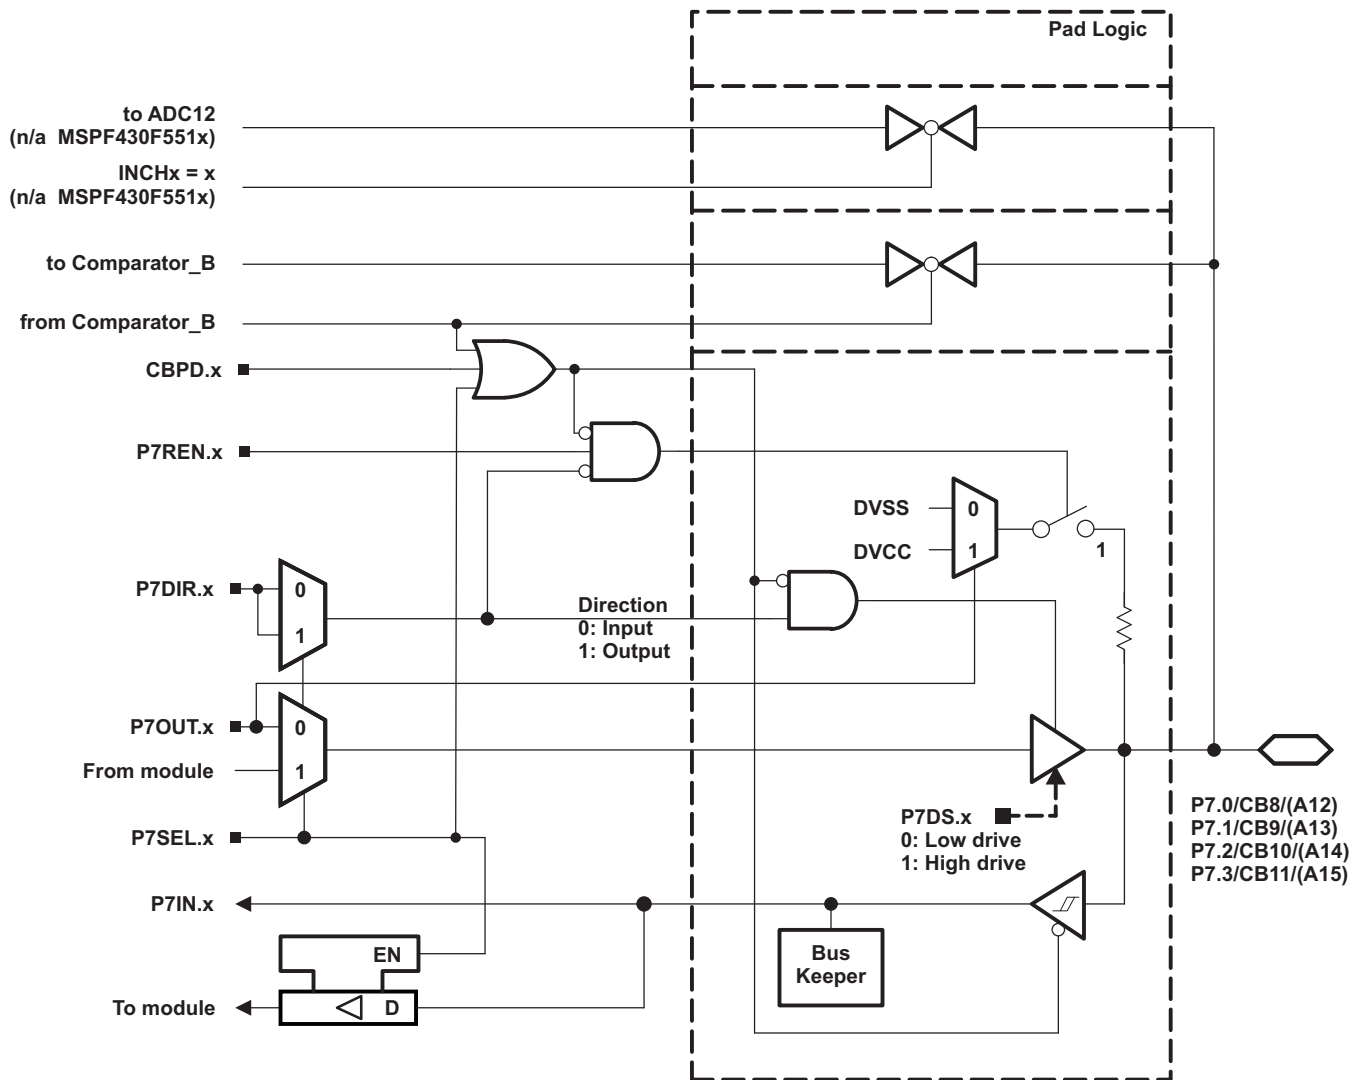 Pad Logic
to ADC12
(n/a MSPF430F551x)
INCHx = x
(n/a MSPF430F551x)
to Comparator_B
from Comparator_B
CBPD.x
P7REN.x
DVSS
0
DVCC
1
1
P7DIR.x
0
1
Direction
0: Input
1: Output
P7OUT.x
0
From module
1
P7DS.x
0: Low drive
1: High drive
P7.0/CB8/(A12)
P7.1/CB9/(A13)
P7.2/CB10/(A14)
P7.3/CB11/(A15)
P7SEL.x
P7IN.x
EN
Bus
Keeper
To module
D